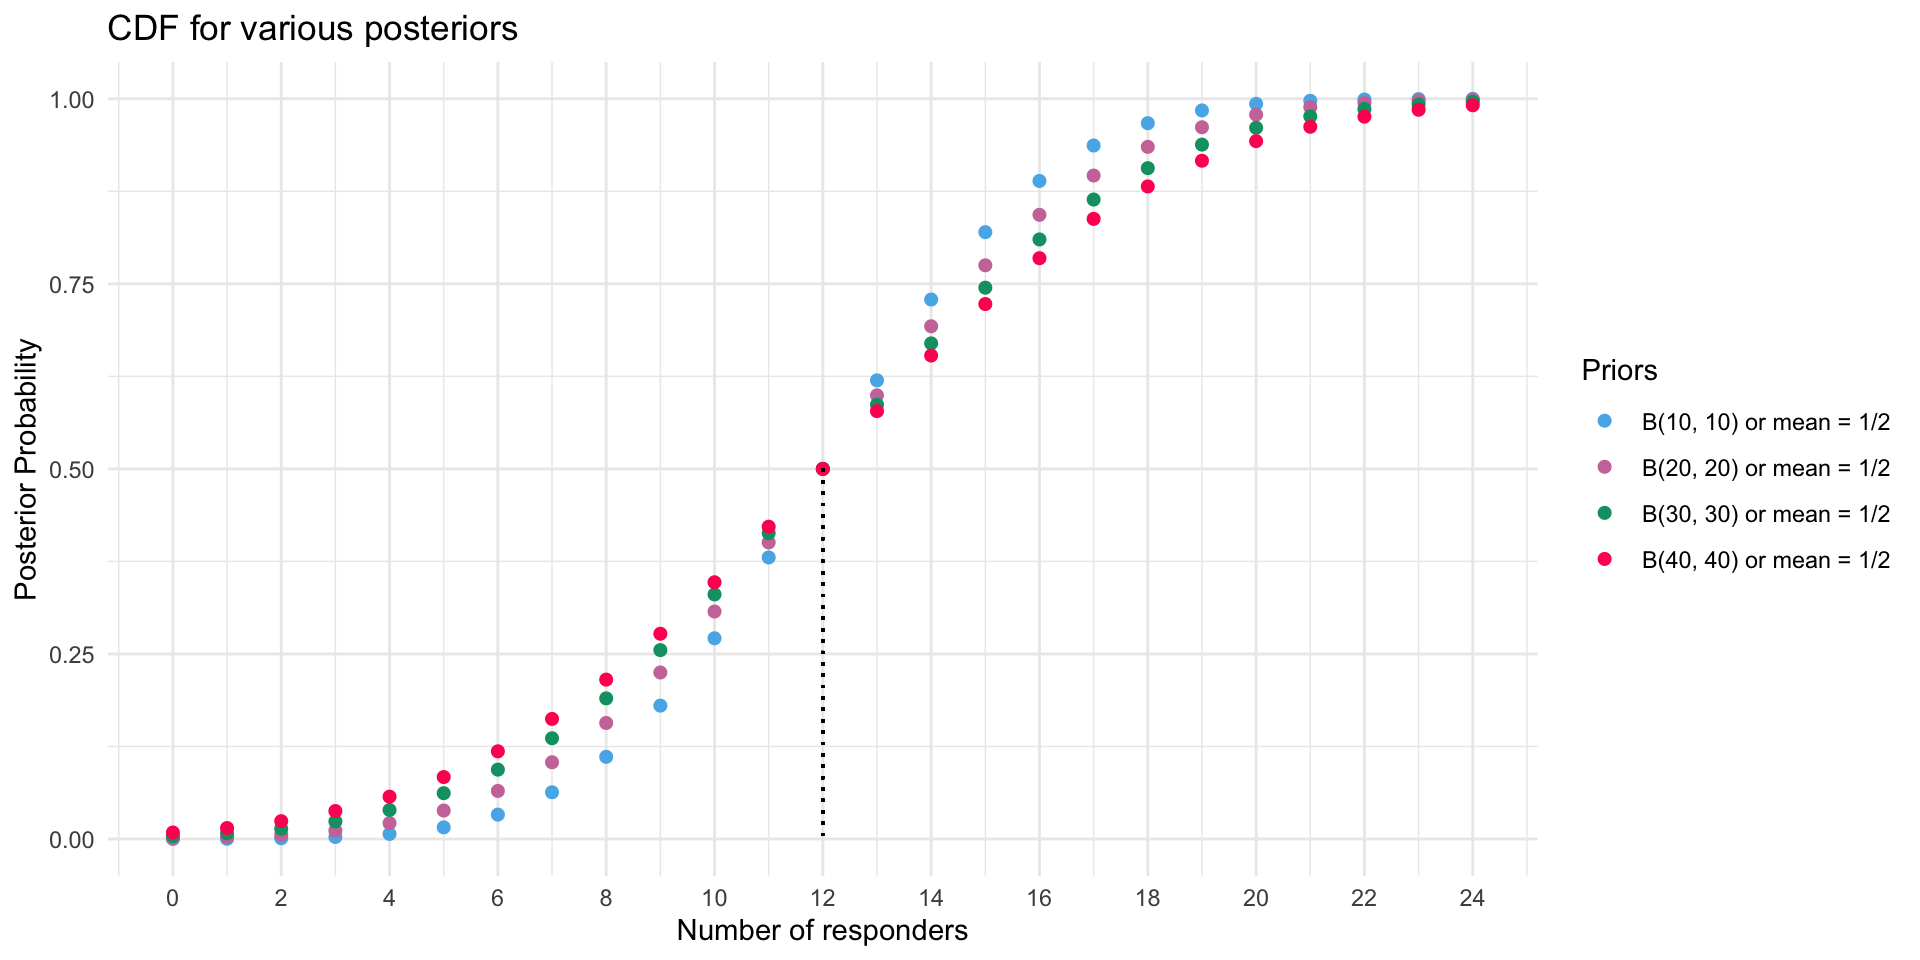 CDF for various posteriors
Posterior Probability
1.00
0.75
0.50
0.25
0.00
0 2 4 6 8 10 12 14 16 18 20 22 24
Number of responders
Priors
B(10, 10) or mean = 1/2
B(20, 20) or mean = 1/2
B(30, 30) or mean = 1/2
B(40, 40) or mean = 1/2